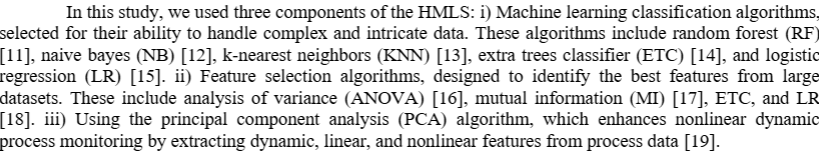 In this study, we used three components of the HMLS: i) Machine learning classification algorithms,
selected for their ability to handle complex and intricate data. These algorithms include random forest (RF)
[11], naive bayes (NB) [12], k-nearest neighbors (KNN) [13], extra trees classifier (ETC) [14], and logistic
regression (LR) [15]. ii) Feature selection algorithms, designed to identify the best features from large
datasets. These include analysis of variance (ANOVA) [16], mutual information (MI) [17], ETC, and LR
[18]. iii) Using the principal component analysis (PCA) algorithm, which enhances nonlinear dynamic
process monitoring by extracting dynamic, linear, and nonlinear features from process data [19].